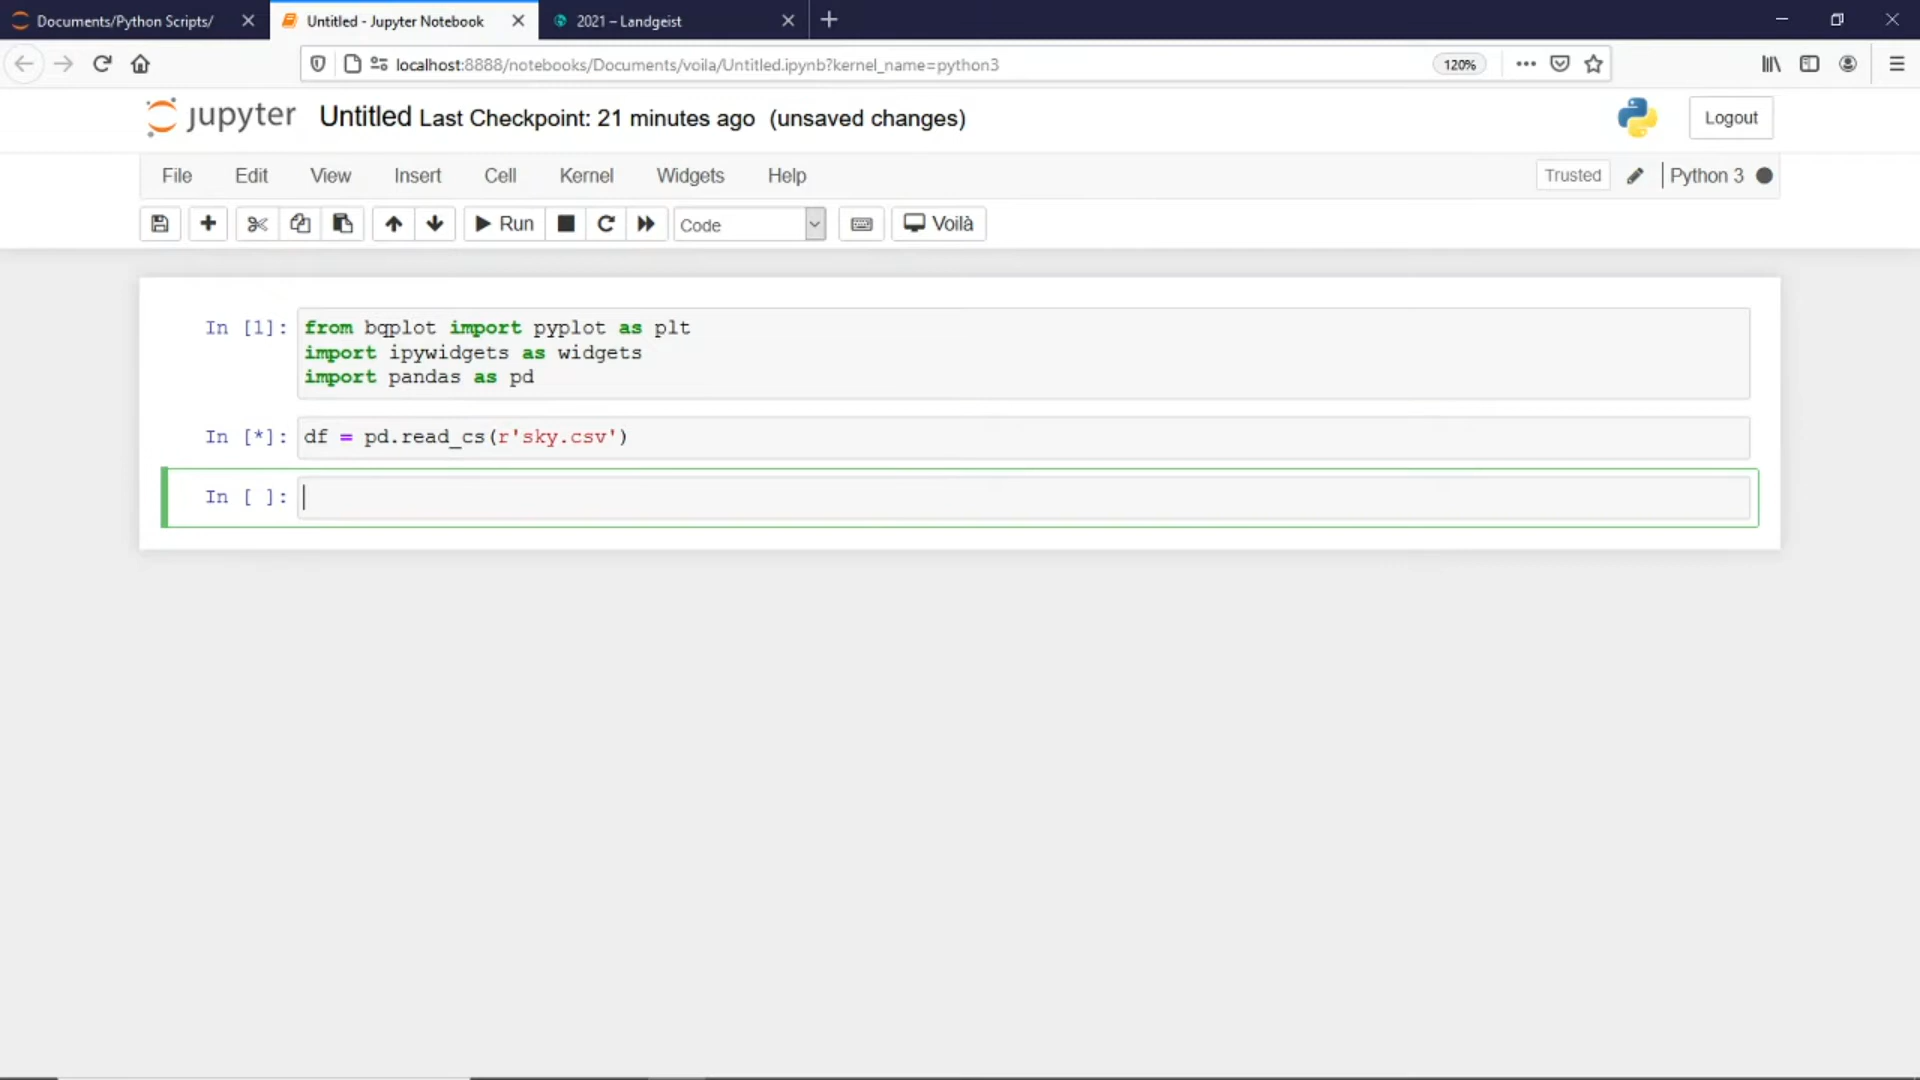 Documents/Python Scripts/
Untitled - Jupyter Notebook
2021 – Landgeist
localhost:8888/notebooks/Documents/voila/Untitled.ipynb?kernel_name=python3
120%
jupyter
Untitled Last Checkpoint: 21 minutes ago (unsaved changes)
Logout
File Edit View Insert Cell Kernel Widgets Help
Trusted
Python 3
Run
Code
Voilà
In [1]: from bqplot import pyplot as plt
import ipywidgets as widgets
import pandas as pd
In [*]: df = pd.read_cs(r'sky.csv')
In [ ]: